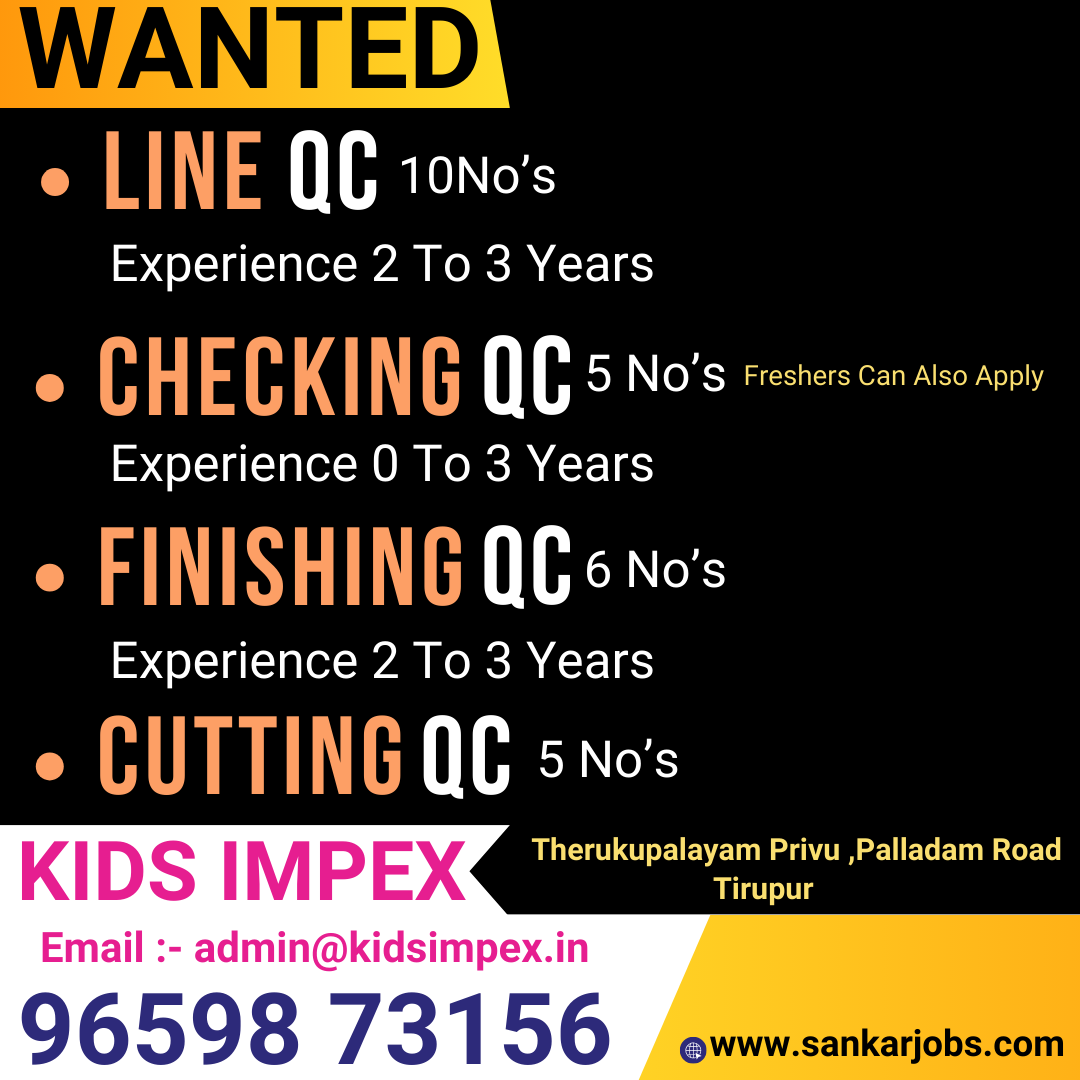 WANTED
LINE QC 10No's
Experience 2 To 3 Years
CHECKING QC 5 No's Freshers Can Also Apply
Experience 0 To 3 Years
FINISHING QC 6 No's
Experience 2 To 3 Years
CUTTING QC 5 No's
KIDS IMPEX
Therukupalayam Privu ,Palladam Road
Tirupur
Email :- admin@kidsimpex.in
96598 73156
www.sankarjobs.com